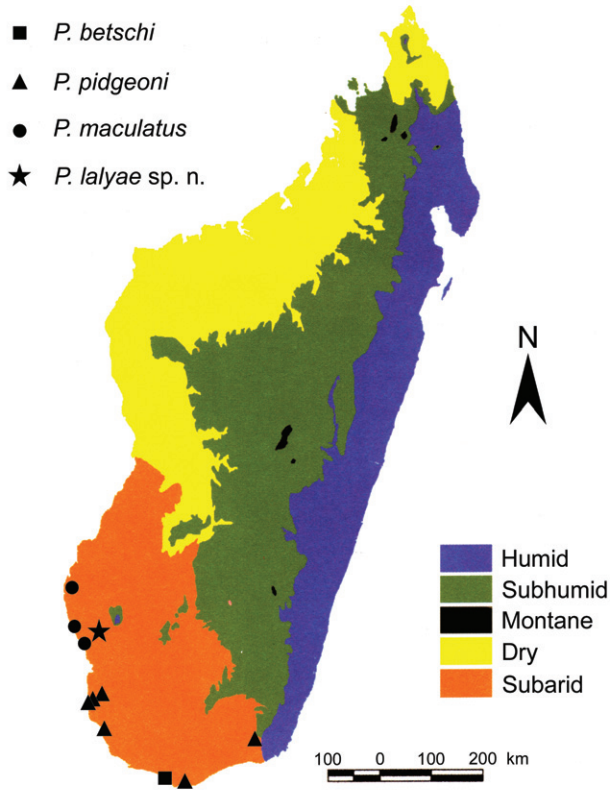 P. betschi
P. pidgeoni
P. maculatus
P. lalyae sp. n.
N
Humid
Subhumid
Montane
Dry
Subarid
100 0 100 200 km